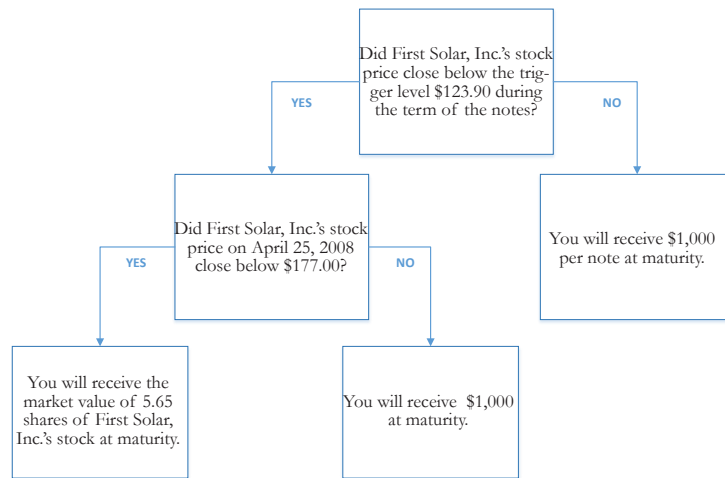 Did First Solar, Inc.'s stock
price close below the trig-
ger level $123.90 during
the term of the notes?
YES
NO
Did First Solar, Inc.'s stock
price on April 25, 2008
close below $177.00?
You will receive $1,000
per note at maturity.
YES
NO
You will receive the
market value of 5.65
shares of First Solar,
Inc.'s stock at maturity.
You will receive $1,000
at maturity.